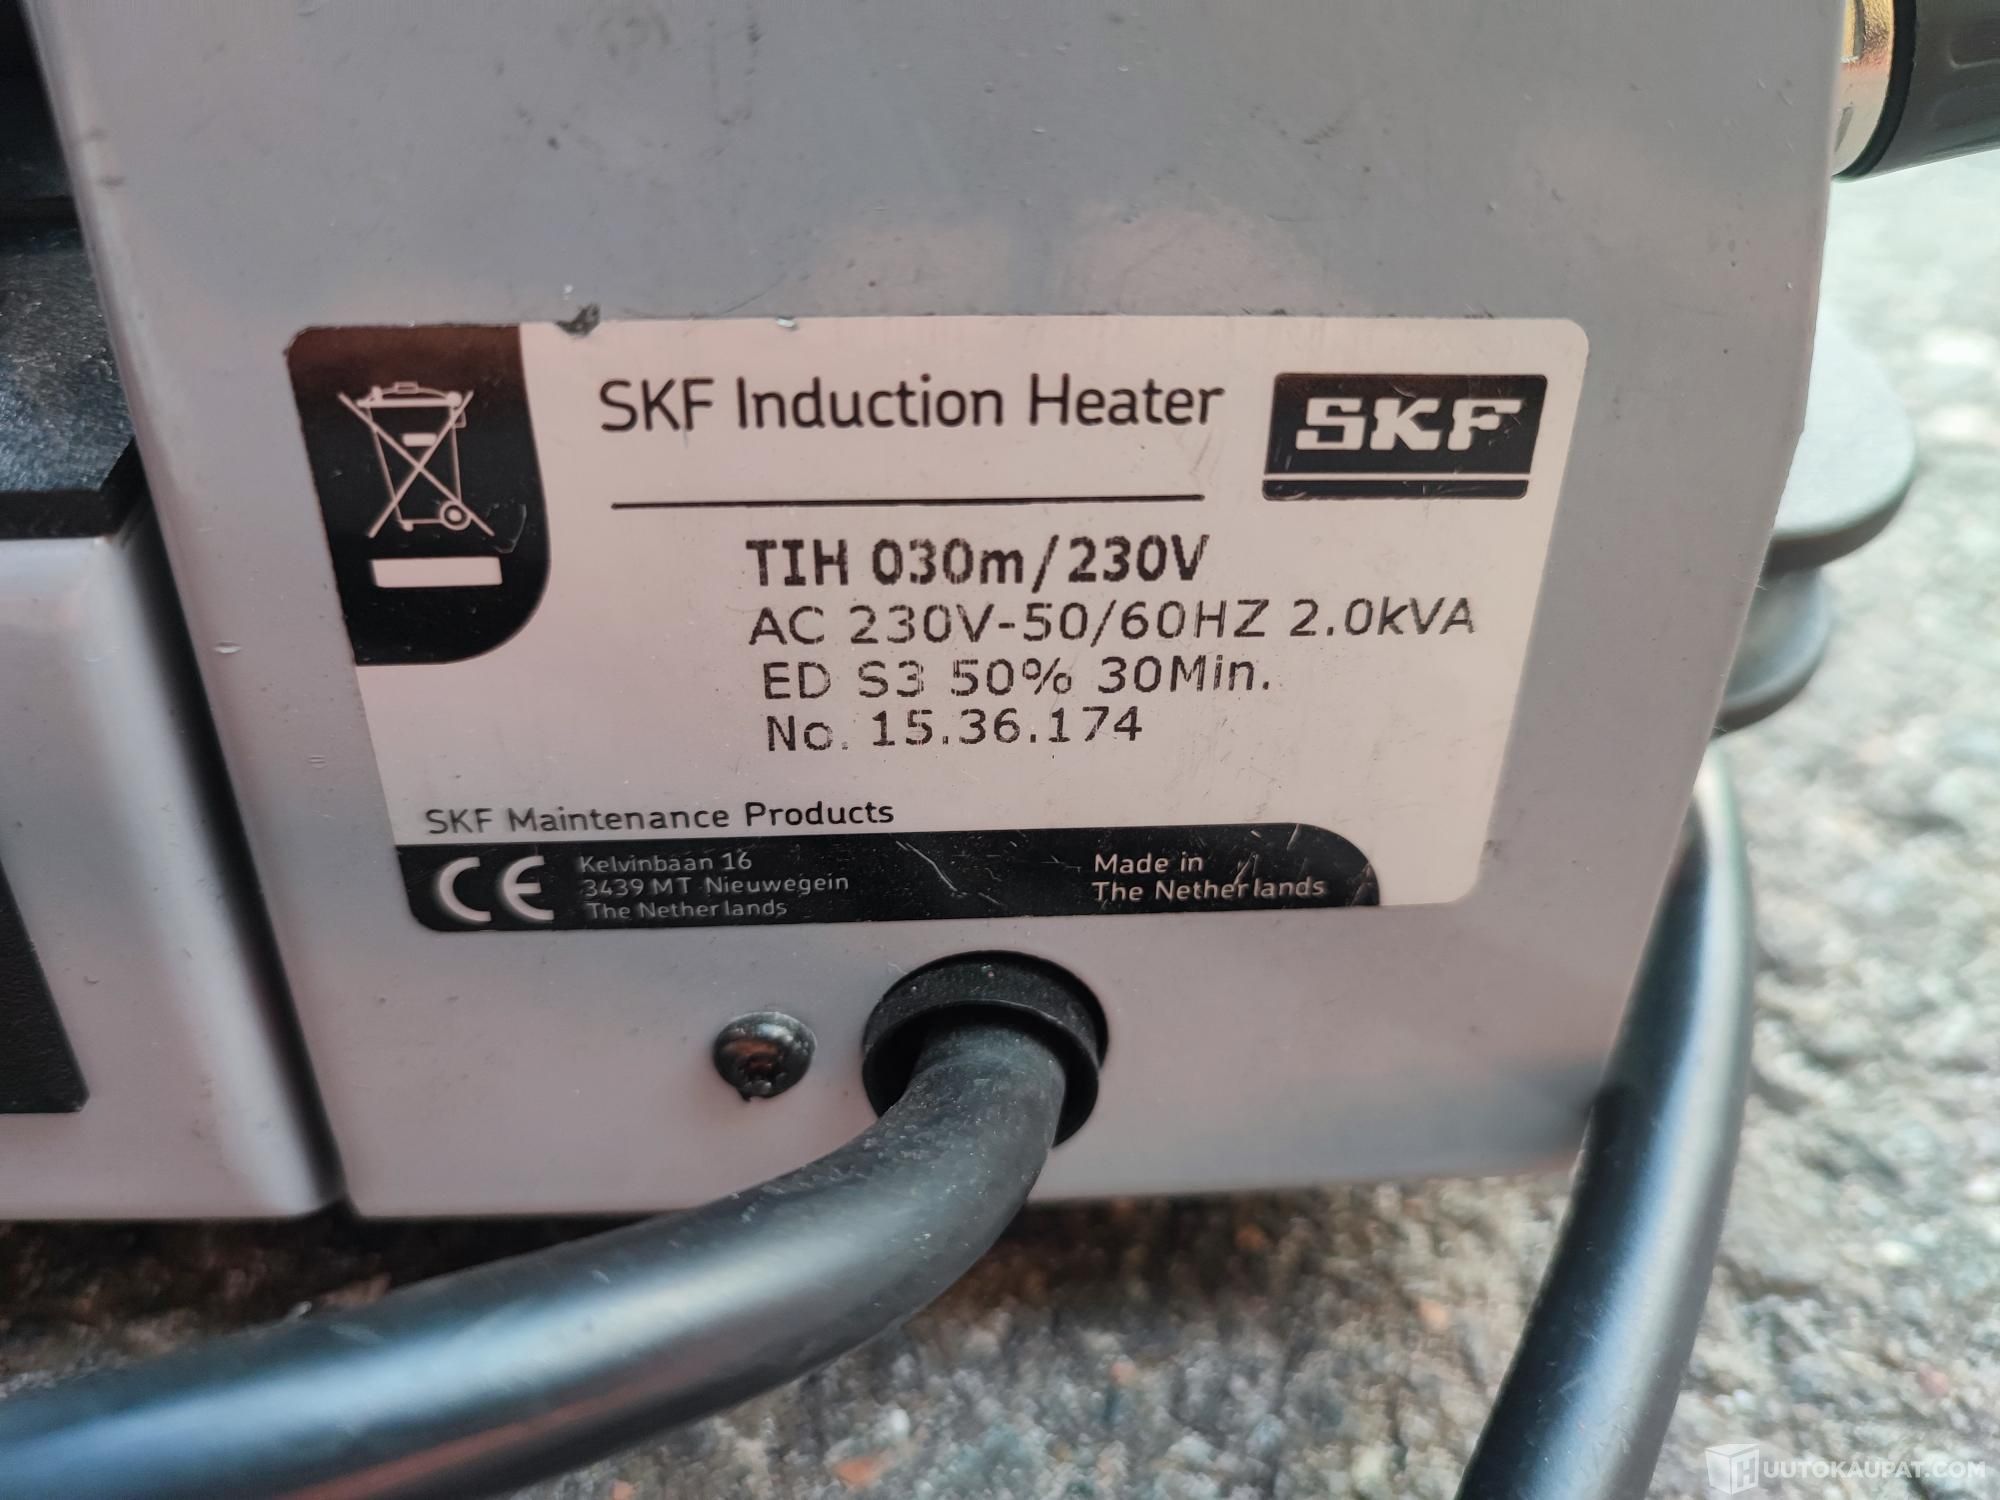 SKF Induction Heater
SKF
TIH 030m/230V
AC 230V-50/60HZ 2.0kVA
ED S3 50% 30Min.
No. 15.36.174
SKF Maintenance Products
CE
Kelvinbaan 16
3439 MT Nieuwegein
The Netherlands
Made in
The Netherlands
HUUTOKAUPAT.COM